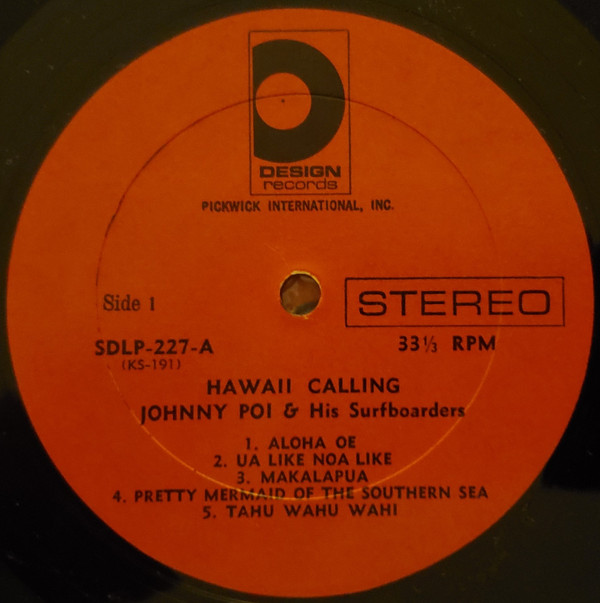 DESIGN
records
PICKWICK INTERNATIONAL, INC.
Side 1
STEREO
SDLP-227-A
33⅓ RPM
(KS-191)
HAWAII CALLING
JOHNNY POI & His Surfboarders
1. ALOHA OE
2. UA LIKE NOA LIKE
3. MAKALAPUA
4. PRETTY MERMAID OF THE SOUTHERN SEA
5. TAHU WAHU WAHI